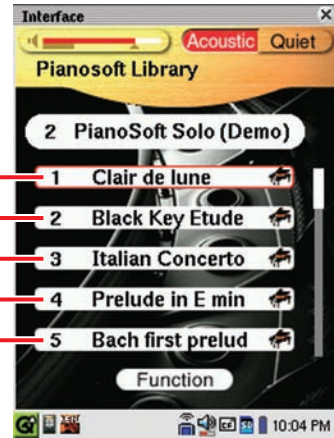 Interface
Acoustic Quiet
Pianosoft Library
2 PianoSoft Solo (Demo)
1 Clair de lune
2 Black Key Etude
3 Italian Concerto
4 Prelude in E min
5 Bach first prelud
Function
10:04 PM